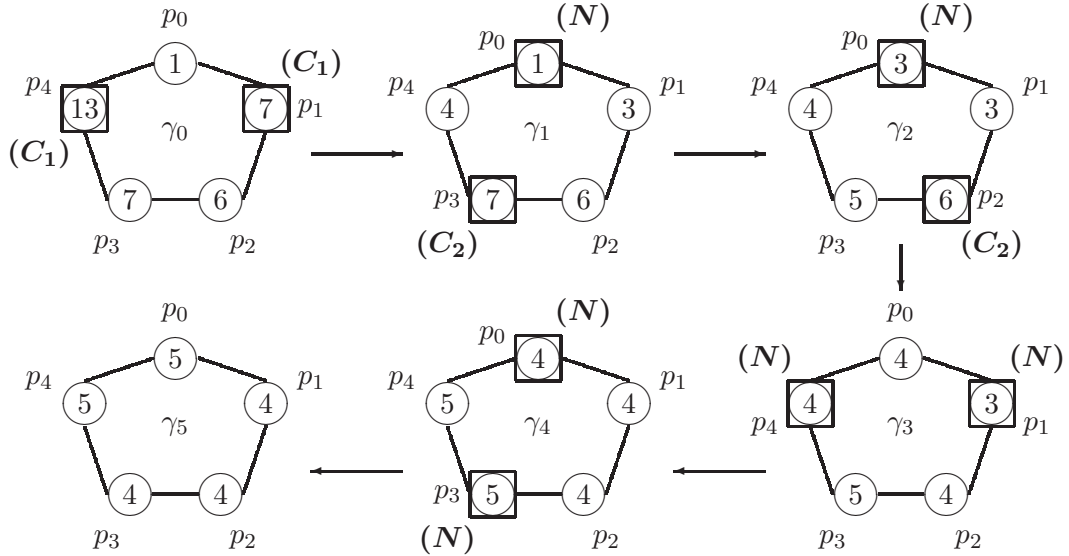 p₀
1
(C₁)
p₄
13
7
p₁
γ₀
(C₁)
7
6
p₃
p₂
(N)
p₀
1
p₄
4
3
p₁
γ₁
p₃
7
6
(C₂)
p₂
(N)
p₀
3
p₄
4
3
p₁
γ₂
5
6
p₂
p₃
(C₂)
p₀
5
p₄
5
4
p₁
γ₅
4
4
p₃
p₂
(N)
p₀
4
p₄
5
4
p₁
γ₄
p₃
5
4
(N)
p₂
p₀
(N)
4
(N)
4
3
p₄
γ₃
p₁
5
4
p₃
p₂